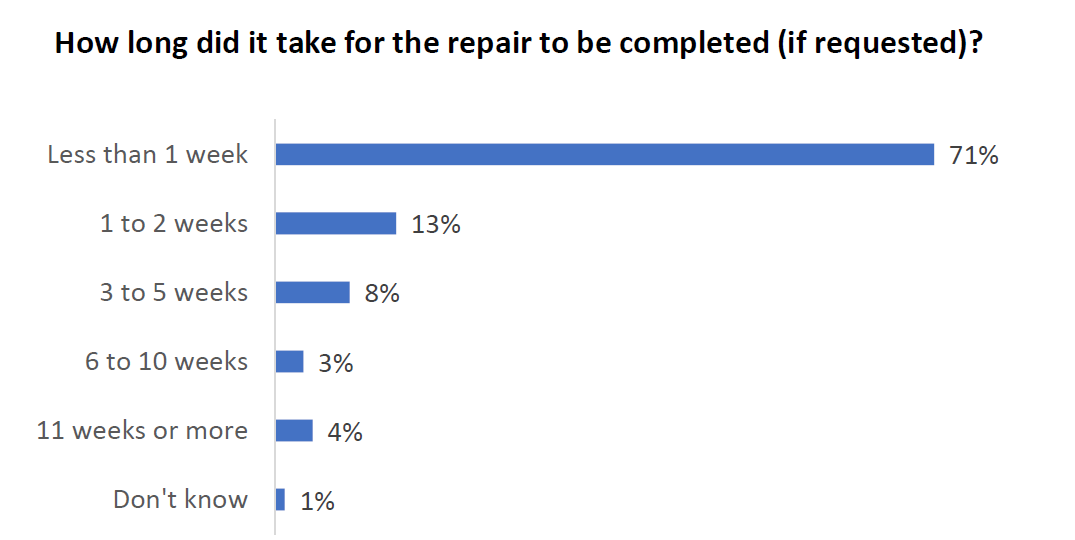 How long did it take for the repair to be completed (if requested)?
Less than 1 week 71%
1 to 2 weeks 13%
3 to 5 weeks 8%
6 to 10 weeks 3%
11 weeks or more 4%
Don't know 1%